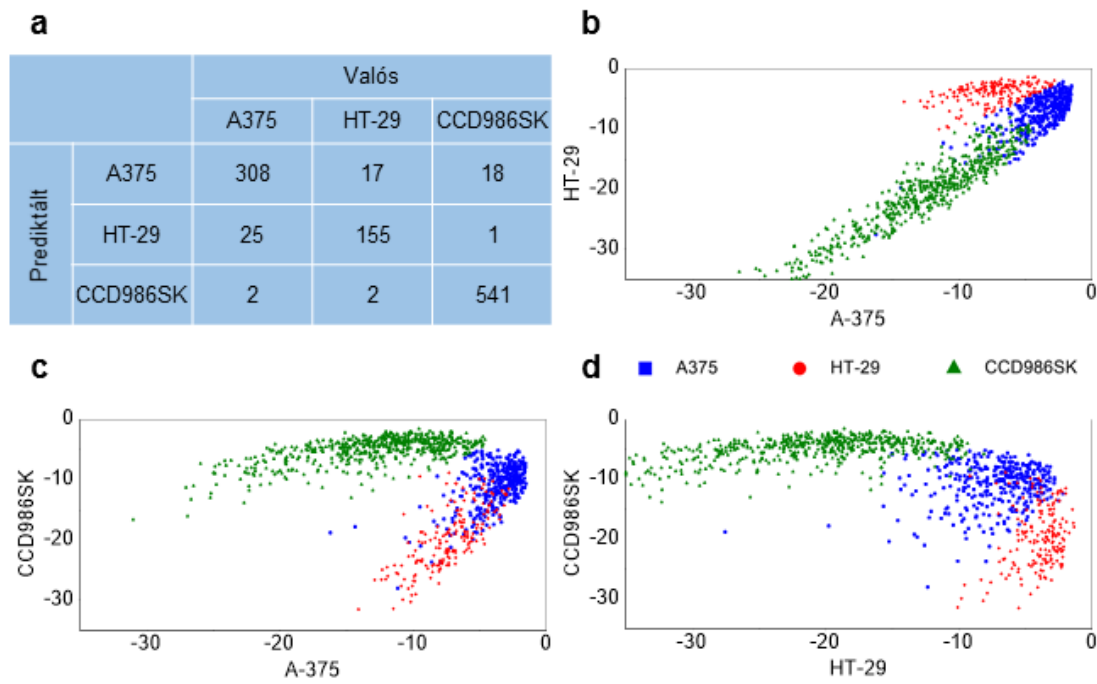 a
Valós
A375 HT-29 CCD986SK
Prediktált
A375 308 17 18
HT-29 25 155 1
CCD986SK 2 2 541
b
0
-10
-20
-30
HT-29
-30 -20 -10 0
A-375
c
0
-10
-20
-30
CCD986SK
-30 -20 -10 0
A-375
d
A375 HT-29 CCD986SK
0
-10
-20
-30
CCD986SK
-30 -20 -10 0
HT-29